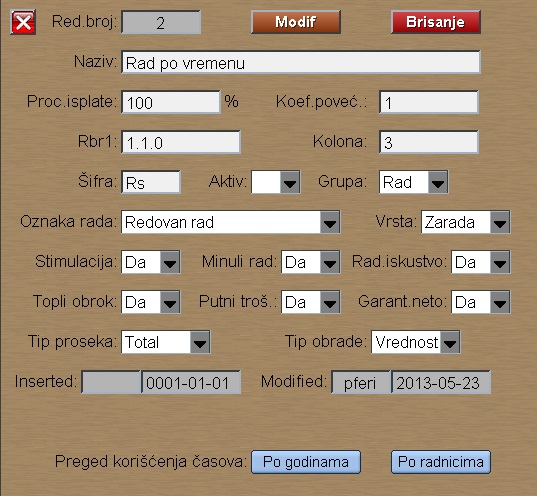 Red.broj: 2 Modif Brisanje
Naziv: Rad po vremenu
Proc.isplate: 100 % Koef.poveć.: 1
Rbr1: 1.1.0 Kolona: 3
Šifra: Rs Aktiv: Grupa: Rad
Oznaka rada: Redovan rad Vrsta: Zarada
Stimulacija: Da Minuli rad: Da Rad.iskustvo: Da
Topli obrok: Da Putni troš.: Da Garant.neto: Da
Tip proseka: Total Tip obrade: Vrednost
Inserted: 0001-01-01 Modified: pferi 2013-05-23
Preged korišćenja časova: Po godinama Po radnicima